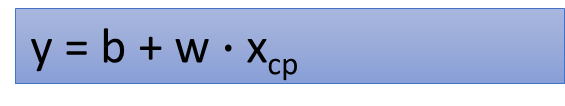 y = b + w · x_cp